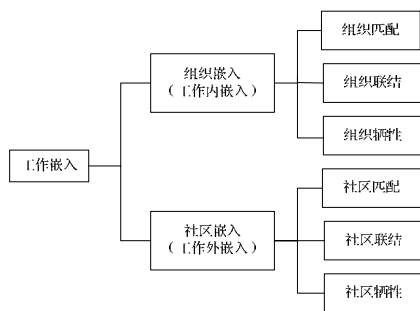 组织匹配
组织嵌入
（工作内嵌入）
组织联结
组织牺牲
工作嵌入
社区匹配
社区嵌入
（工作外嵌入）
社区联结
社区牺牲